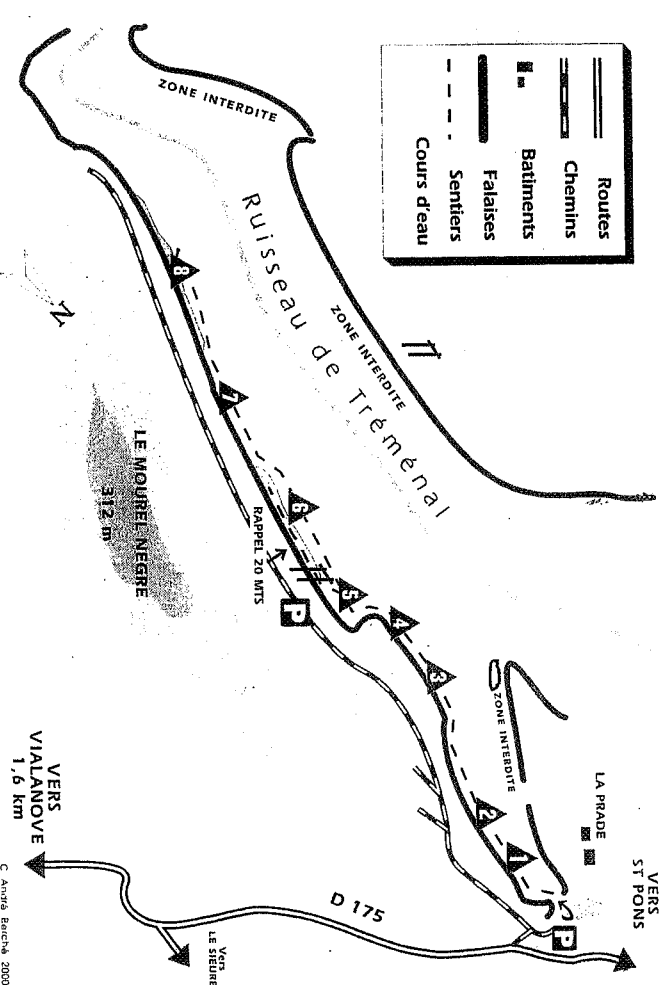 Routes
Chemins
Batiments
Falaises
Sentiers
Cours d'eau
ZONE INTERDITE
Ruisseau de Tréménal
ZONE INTERDITE
ZONE INTERDITE
LA PRADE
VERS
ST PONS
P
1
2
3
4
5
6
7
8
RAPPEL 20 MTS
P
LE MOUREL NEGRE
312 m
N
D 175
Vers
LE SIEURE
VERS
VIALANOVE
1,6 km
C André Berché 2000